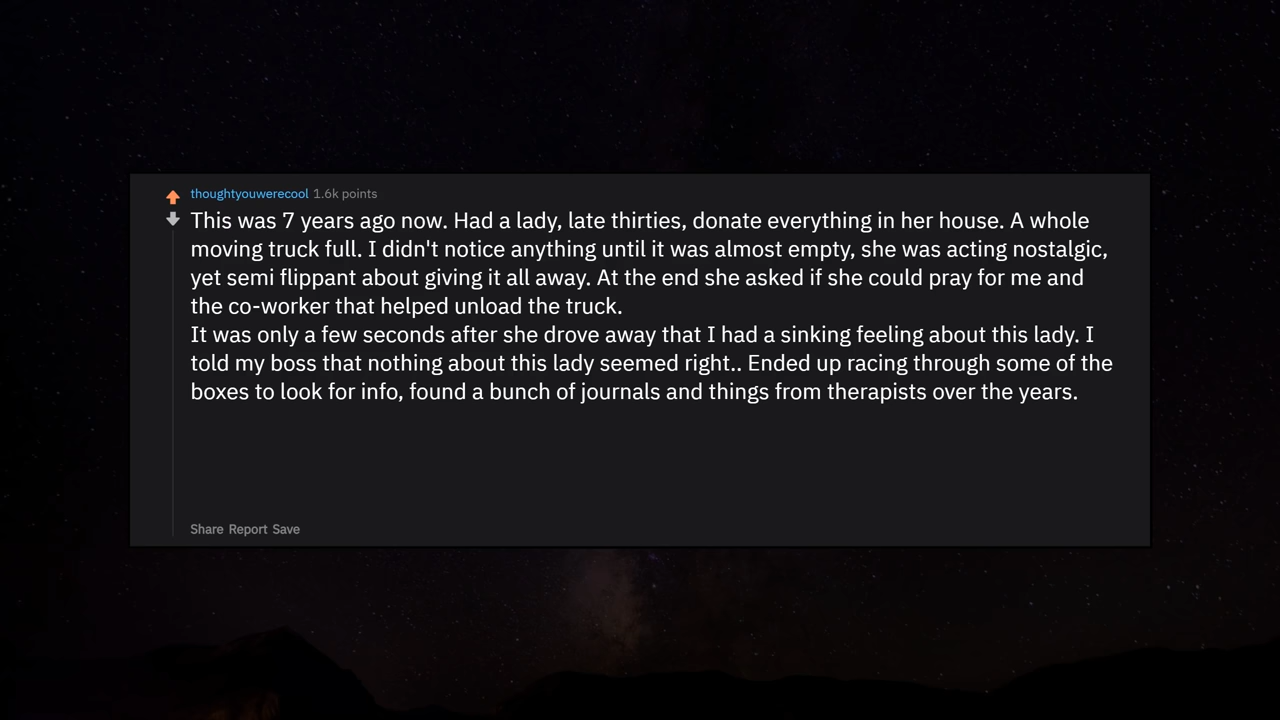 thoughtyouwerecool 1.6k points
This was 7 years ago now. Had a lady, late thirties, donate everything in her house. A whole
moving truck full. I didn't notice anything until it was almost empty, she was acting nostalgic,
yet semi flippant about giving it all away. At the end she asked if she could pray for me and
the co-worker that helped unload the truck.
It was only a few seconds after she drove away that I had a sinking feeling about this lady. I
told my boss that nothing about this lady seemed right.. Ended up racing through some of the
boxes to look for info, found a bunch of journals and things from therapists over the years.
Share Report Save